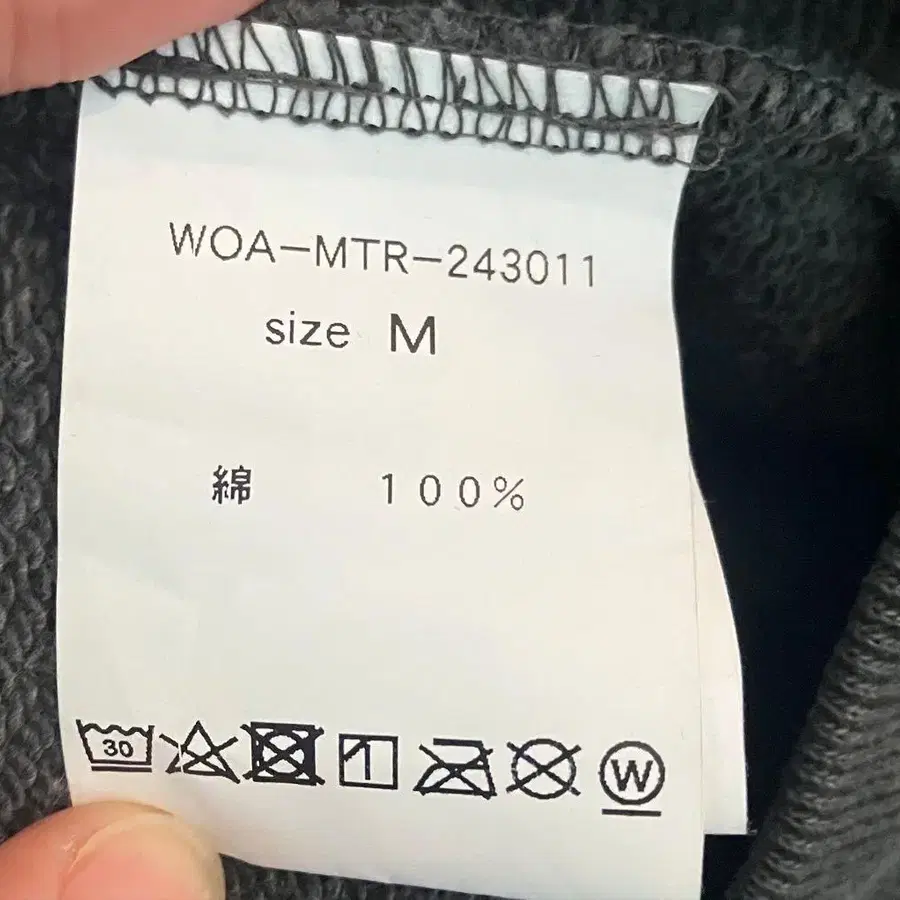 WOA-MTR-243011
size M
綿 100%
30
W